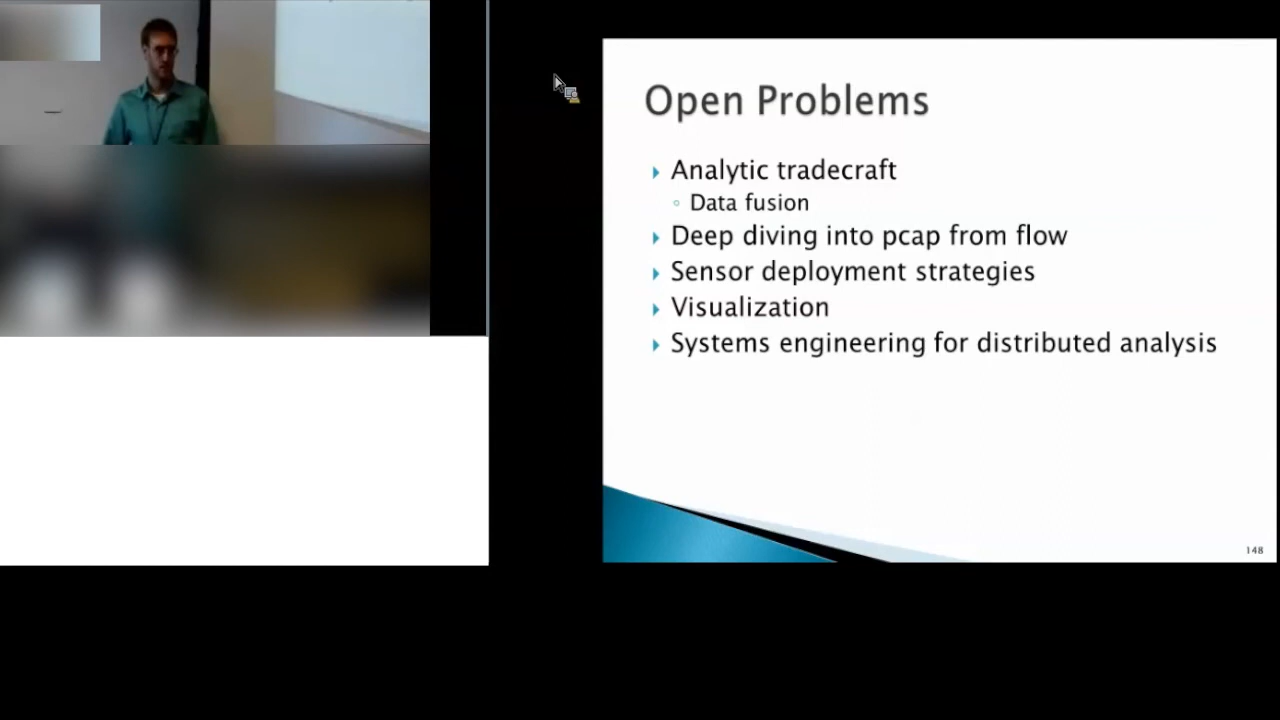 Open Problems
Analytic tradecraft
Data fusion
Deep diving into pcap from flow
Sensor deployment strategies
Visualization
Systems engineering for distributed analysis
148